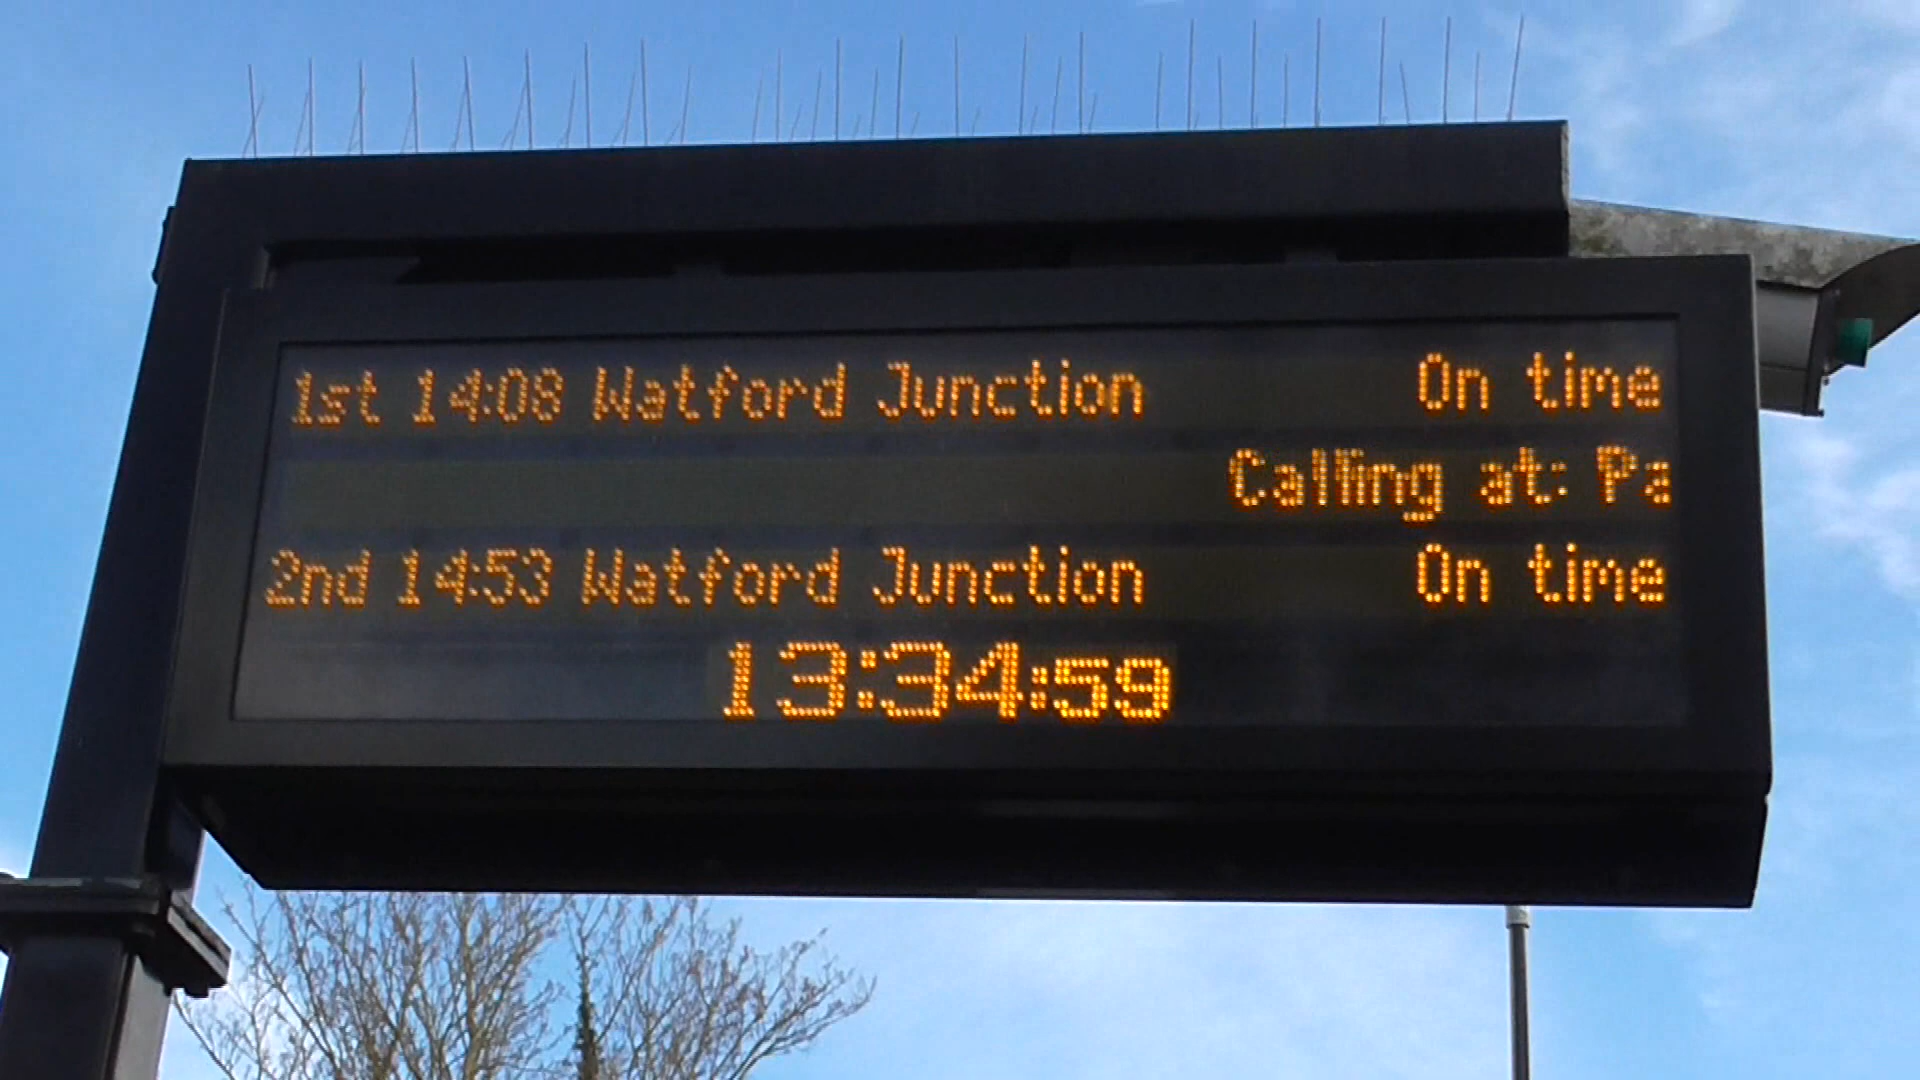 1st 14:08 Watford Junction On time
Calling at: Pa
2nd 14:53 Watford Junction On time
13:34:59